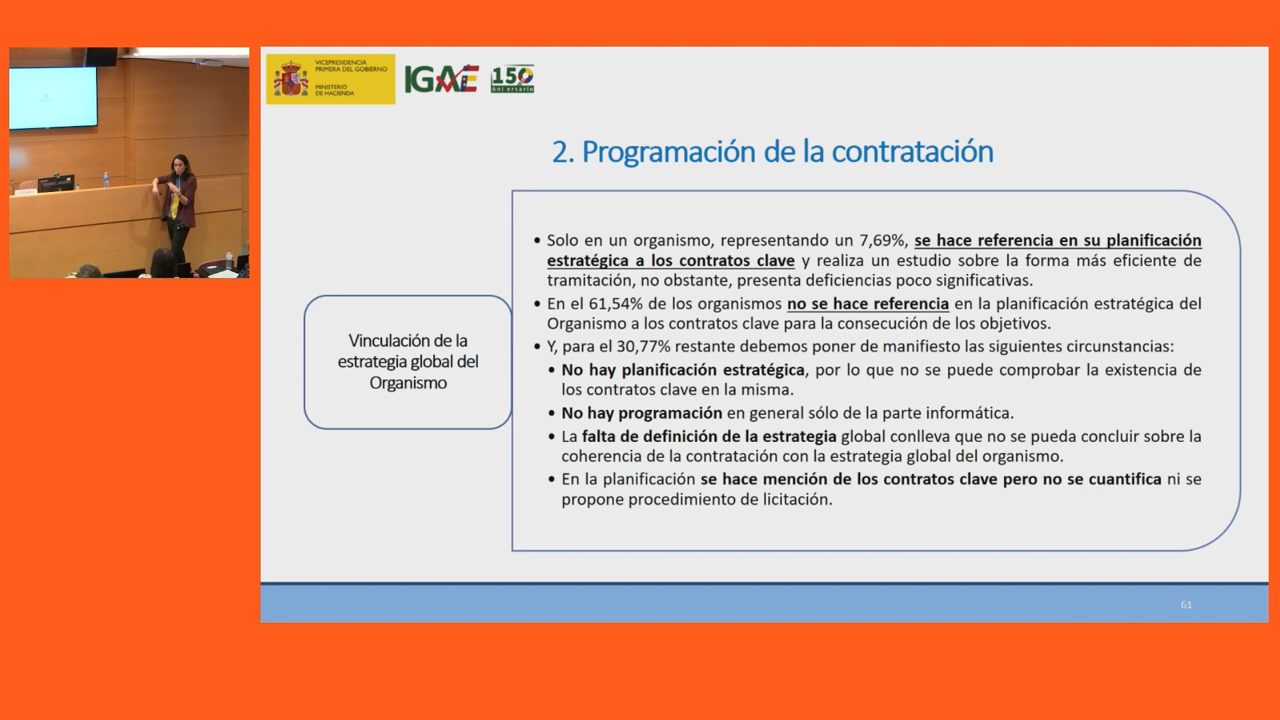 VICEPRESIDENCIA
PRIMERA DEL GOBIERNO
MINISTERIO
DE HACIENDA
IGAE
150
Aniversario
2. Programación de la contratación
Vinculación de la
estrategia global del
Organismo
• Solo en un organismo, representando un 7,69%, se hace referencia en su planificación
estratégica a los contratos clave y realiza un estudio sobre la forma más eficiente de
tramitación, no obstante, presenta deficiencias poco significativas.
• En el 61,54% de los organismos no se hace referencia en la planificación estratégica del
Organismo a los contratos clave para la consecución de los objetivos.
• Y, para el 30,77% restante debemos poner de manifiesto las siguientes circunstancias:
• No hay planificación estratégica, por lo que no se puede comprobar la existencia de
los contratos clave en la misma.
• No hay programación en general sólo de la parte informática.
• La falta de definición de la estrategia global conlleva que no se pueda concluir sobre la
coherencia de la contratación con la estrategia global del organismo.
• En la planificación se hace mención de los contratos clave pero no se cuantifica ni se
propone procedimiento de licitación.
61